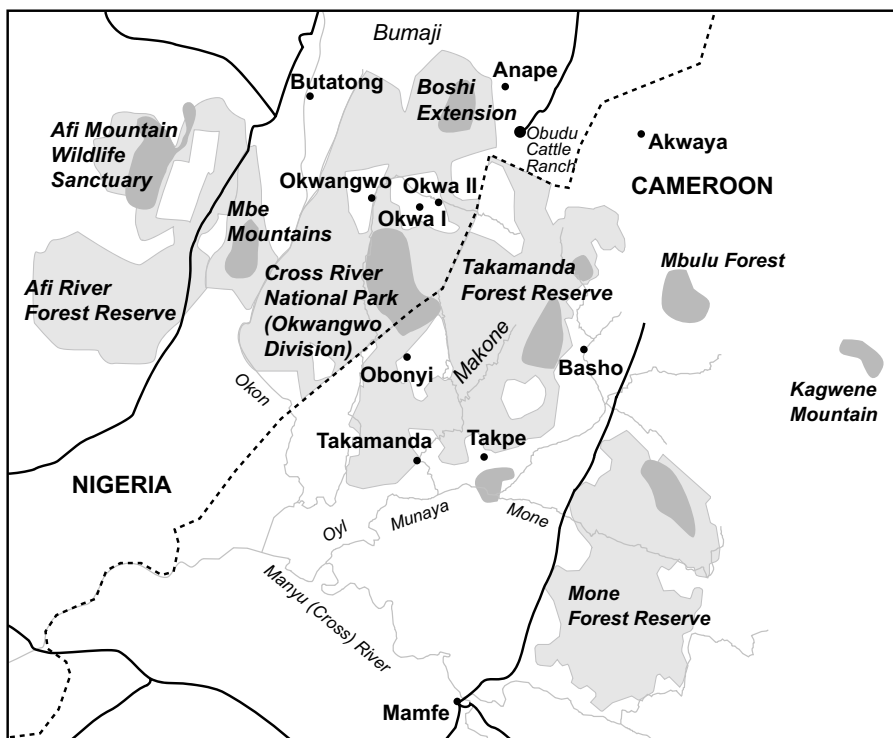 Bumaji
Butatong
Boshi
Extension
Anape
Obudu
Cattle
Ranch
Akwaya
Afi Mountain
Wildlife
Sanctuary
Okwangwo
Okwa II
Okwa I
CAMEROON
Mbe
Mountains
Cross River
National Park
(Okwangwo
Division)
Takamanda
Forest Reserve
Mbulu Forest
Afi River
Forest Reserve
Makone
Obonyi
Basho
Kagwene
Mountain
Okon
Takamanda
Takpe
NIGERIA
Oyl
Munaya
Mone
Manyu (Cross) River
Mone
Forest Reserve
Mamfe